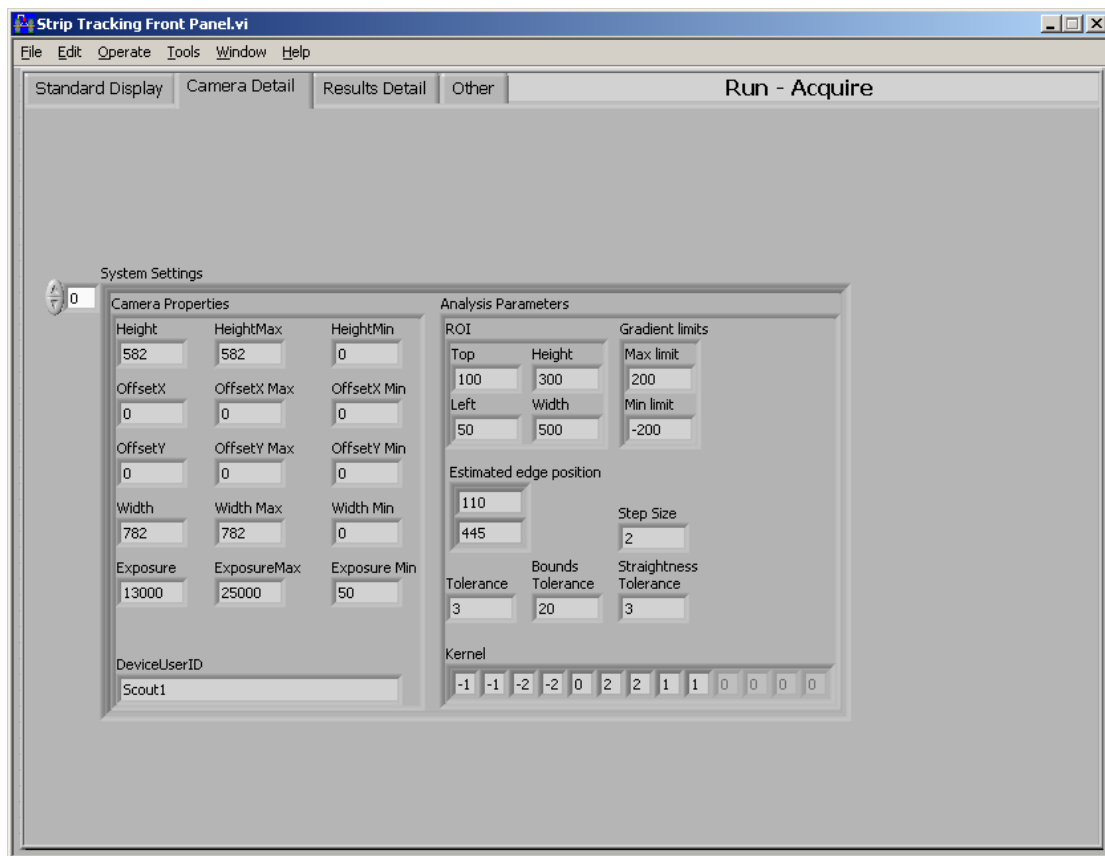 Strip Tracking Front Panel.vi
File Edit Operate Tools Window Help
Standard Display Camera Detail Results Detail Other Run - Acquire
System Settings
0
Camera Properties
Height HeightMax HeightMin
582 582 0
OffsetX OffsetX Max OffsetX Min
0 0 0
OffsetY OffsetY Max OffsetY Min
0 0 0
Width Width Max Width Min
782 782 0
Exposure ExposureMax Exposure Min
13000 25000 50
DeviceUserID
Scout1
Analysis Parameters
ROI Gradient limits
Top Height Max limit
100 300 200
Left Width Min limit
50 500 -200
Estimated edge position
110
445
Step Size
2
Tolerance Bounds Tolerance Straightness Tolerance
3 20 3
Kernel
-1 -1 -2 -2 0 2 2 1 1 0 0 0 0